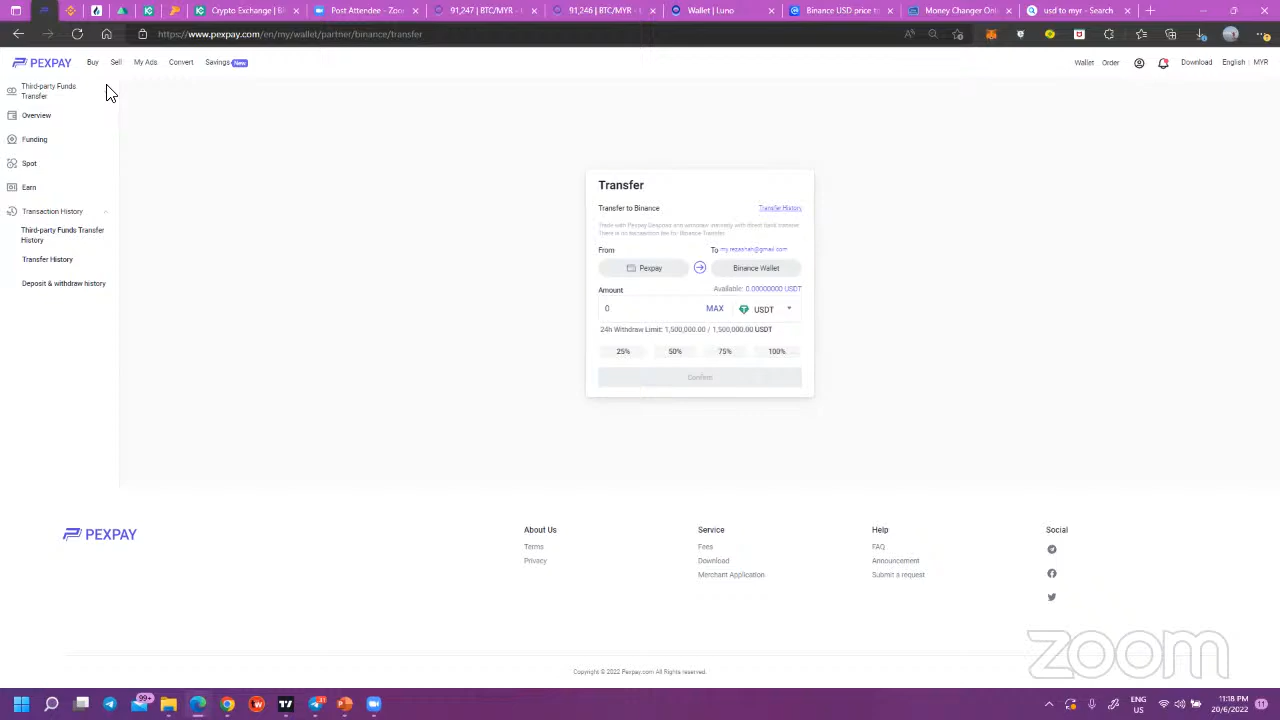 Crypto Exchange | B
Post Attendee - Zoo
91,247 | BTC/MYR -
91,246 | BTC/MYR -
Wallet | Luno
Binance USD price to
Money Changer Onli
usd to myr - Search
https://www.pexpay.com/en/my/wallet/partner/binance/transfer
PEXPAY
Buy
Sell
My Ads
Convert
Savings
New
Wallet
Order
Download
English
MYR
Third-party Funds
Transfer
Overview
Funding
Spot
Earn
Transaction History
Third-party Funds Transfer
History
Transfer History
Deposit & withdraw history
Transfer
Transfer to Binance
Transfer History
From
To
Pexpay
Binance Wallet
Amount
Available: 0.00000000 USDT
0
MAX
USDT
24h Withdraw Limit: 1,500,000.00 / 1,500,000.00 USDT
25%
50%
75%
100%
Confirm
PEXPAY
About Us
Terms
Privacy
Service
Fees
Download
Merchant Application
Help
FAQ
Announcement
Submit a request
Social
Copyright © 2022 Pexpay.com All Rights reserved.
zoom
99+
ENG
US
11:18 PM
20/6/2022